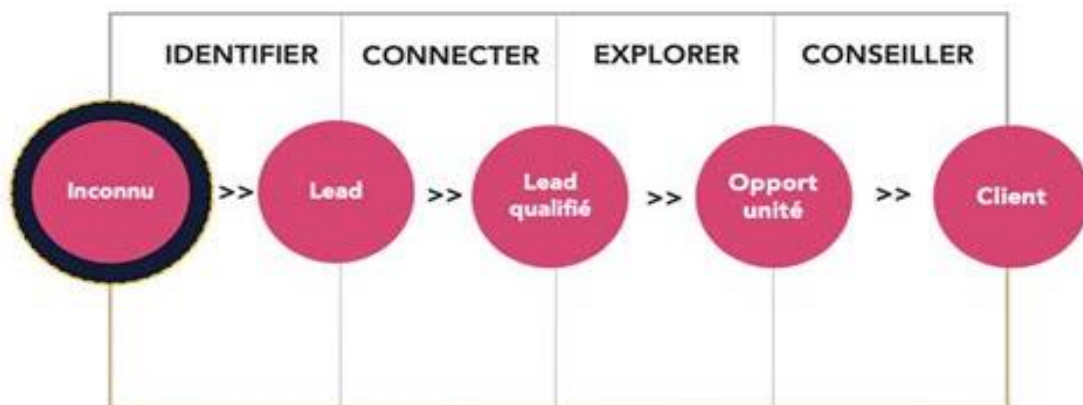 IDENTIFIER CONNECTER EXPLORER CONSEILLER
Inconnu >> Lead >> Lead qualifié >> Opport unité >> Client